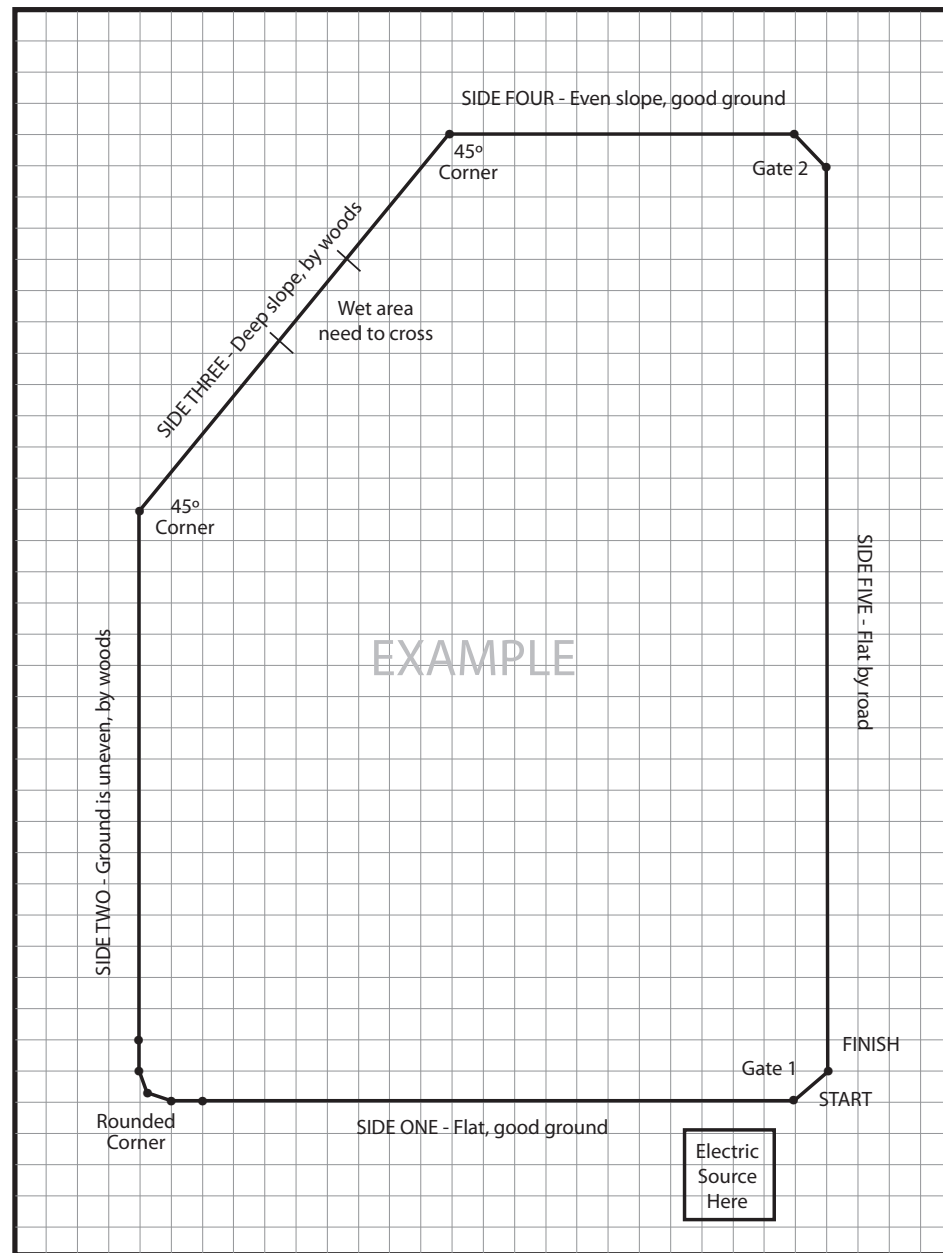 SIDE FOUR - Even slope, good ground
45º
Corner
Gate 2
SIDE THREE - Deep slope, by woods
Wet area
need to cross
45º
Corner
SIDE FIVE - Flat by road
EXAMPLE
SIDE TWO - Ground is uneven, by woods
FINISH
Gate 1
START
Rounded
Corner
SIDE ONE - Flat, good ground
Electric
Source
Here